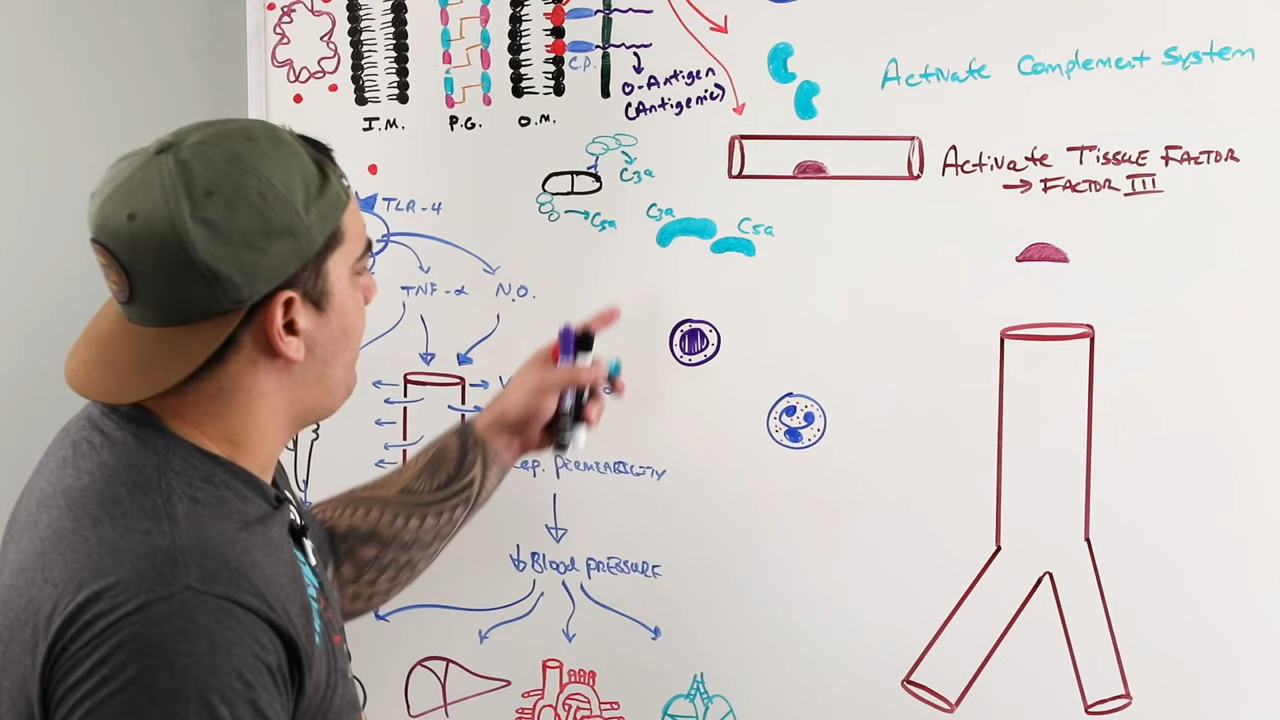 I.M.
P.G.
O.M.
C.P.
O-Antigen
(Antigenic)
Activate Complement System
Activate Tissue Factor
→ Factor III
C3a
C5a
C3a
C5a
TLR-4
TNF-α
N.O.
Cap. Permeability
↓ Blood Pressure